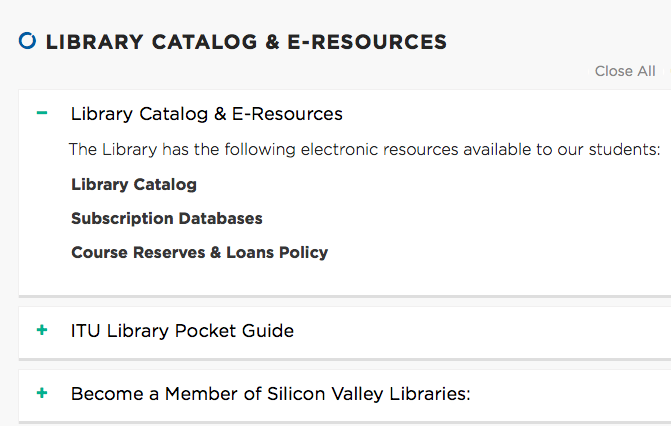 LIBRARY CATALOG & E-RESOURCES
Close All
Library Catalog & E-Resources
The Library has the following electronic resources available to our students:
Library Catalog
Subscription Databases
Course Reserves & Loans Policy
ITU Library Pocket Guide
Become a Member of Silicon Valley Libraries: